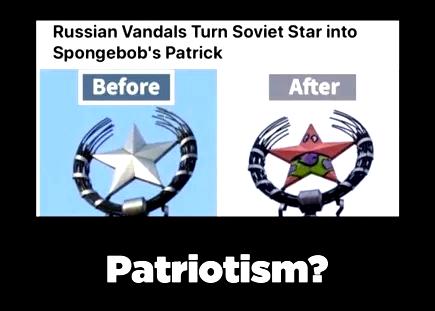 Russian Vandals Turn Soviet Star into
Spongebob's Patrick
Before
After
Patriotism?